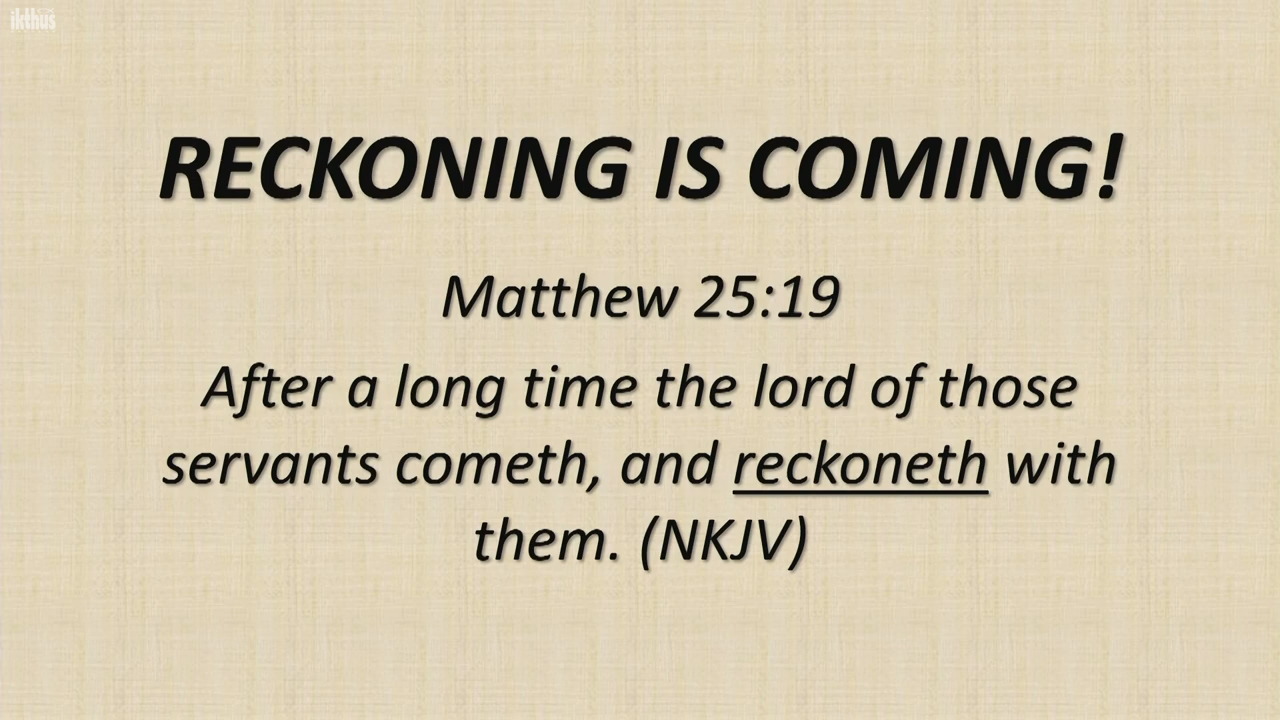 ikthus
RECKONING IS COMING!
Matthew 25:19
After a long time the lord of those
servants cometh, and reckoneth with
them. (NKJV)